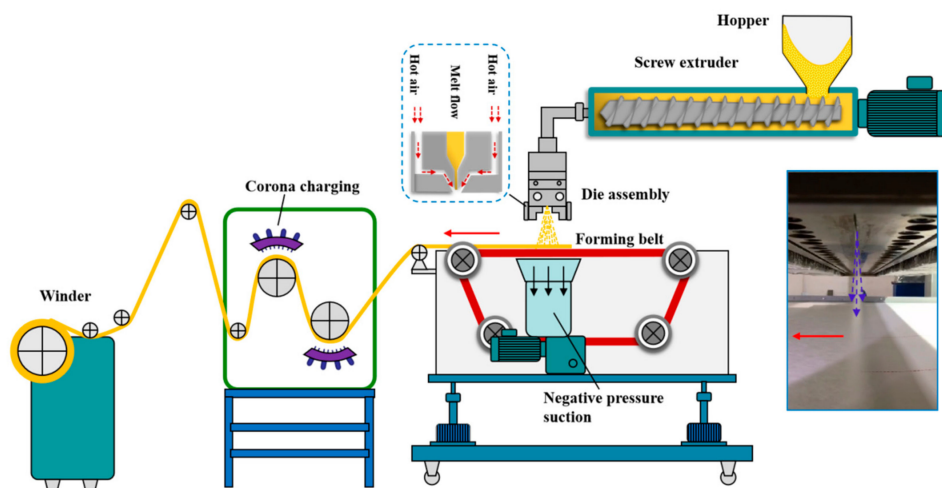 Hopper
Screw extruder
Hot air
Melt flow
Hot air
Die assembly
Corona charging
Forming belt
Winder
Negative pressure
suction